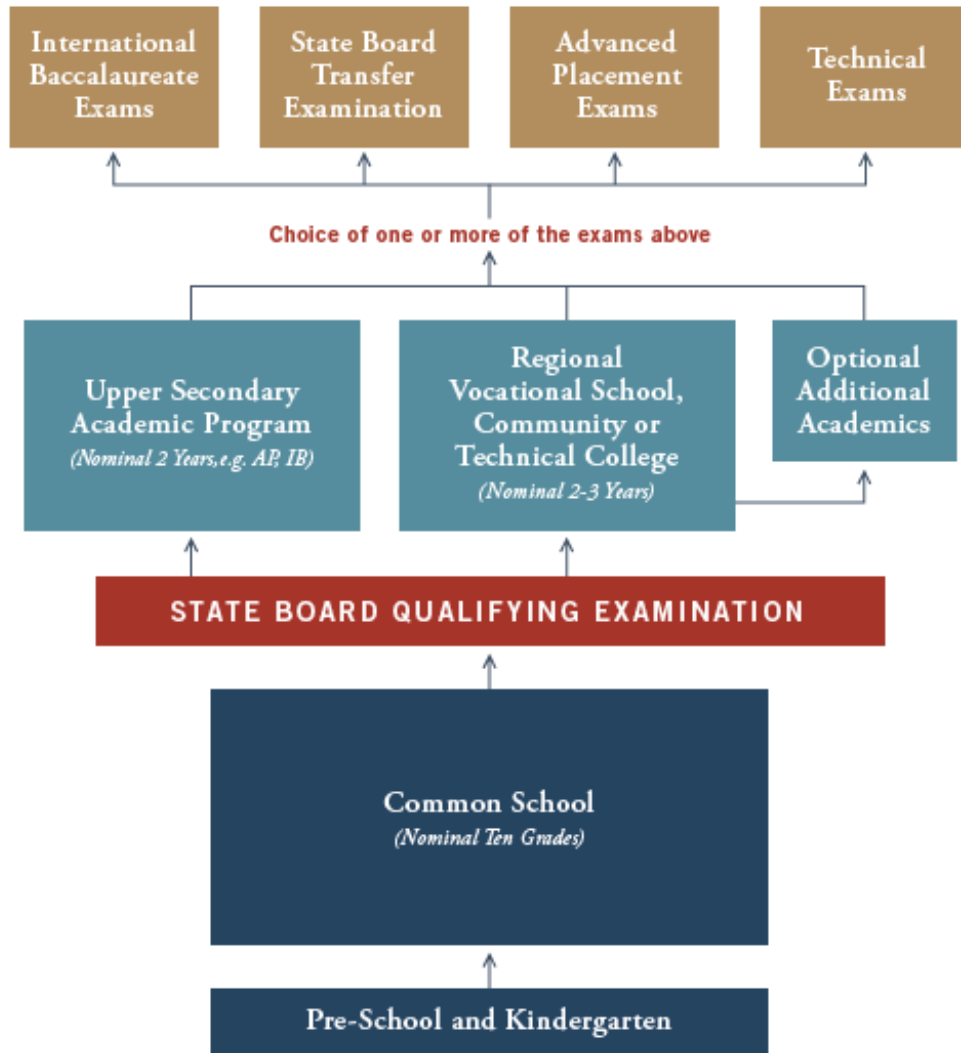 International
Baccalaureate
Exams
State Board
Transfer
Examination
Advanced
Placement
Exams
Technical
Exams
Choice of one or more of the exams above
Upper Secondary
Academic Program
(Nominal 2 Years, e.g. AP, IB)
Regional
Vocational School,
Community or
Technical College
(Nominal 2-3 Years)
Optional
Additional
Academics
STATE BOARD QUALIFYING EXAMINATION
Common School
(Nominal Ten Grades)
Pre-School and Kindergarten